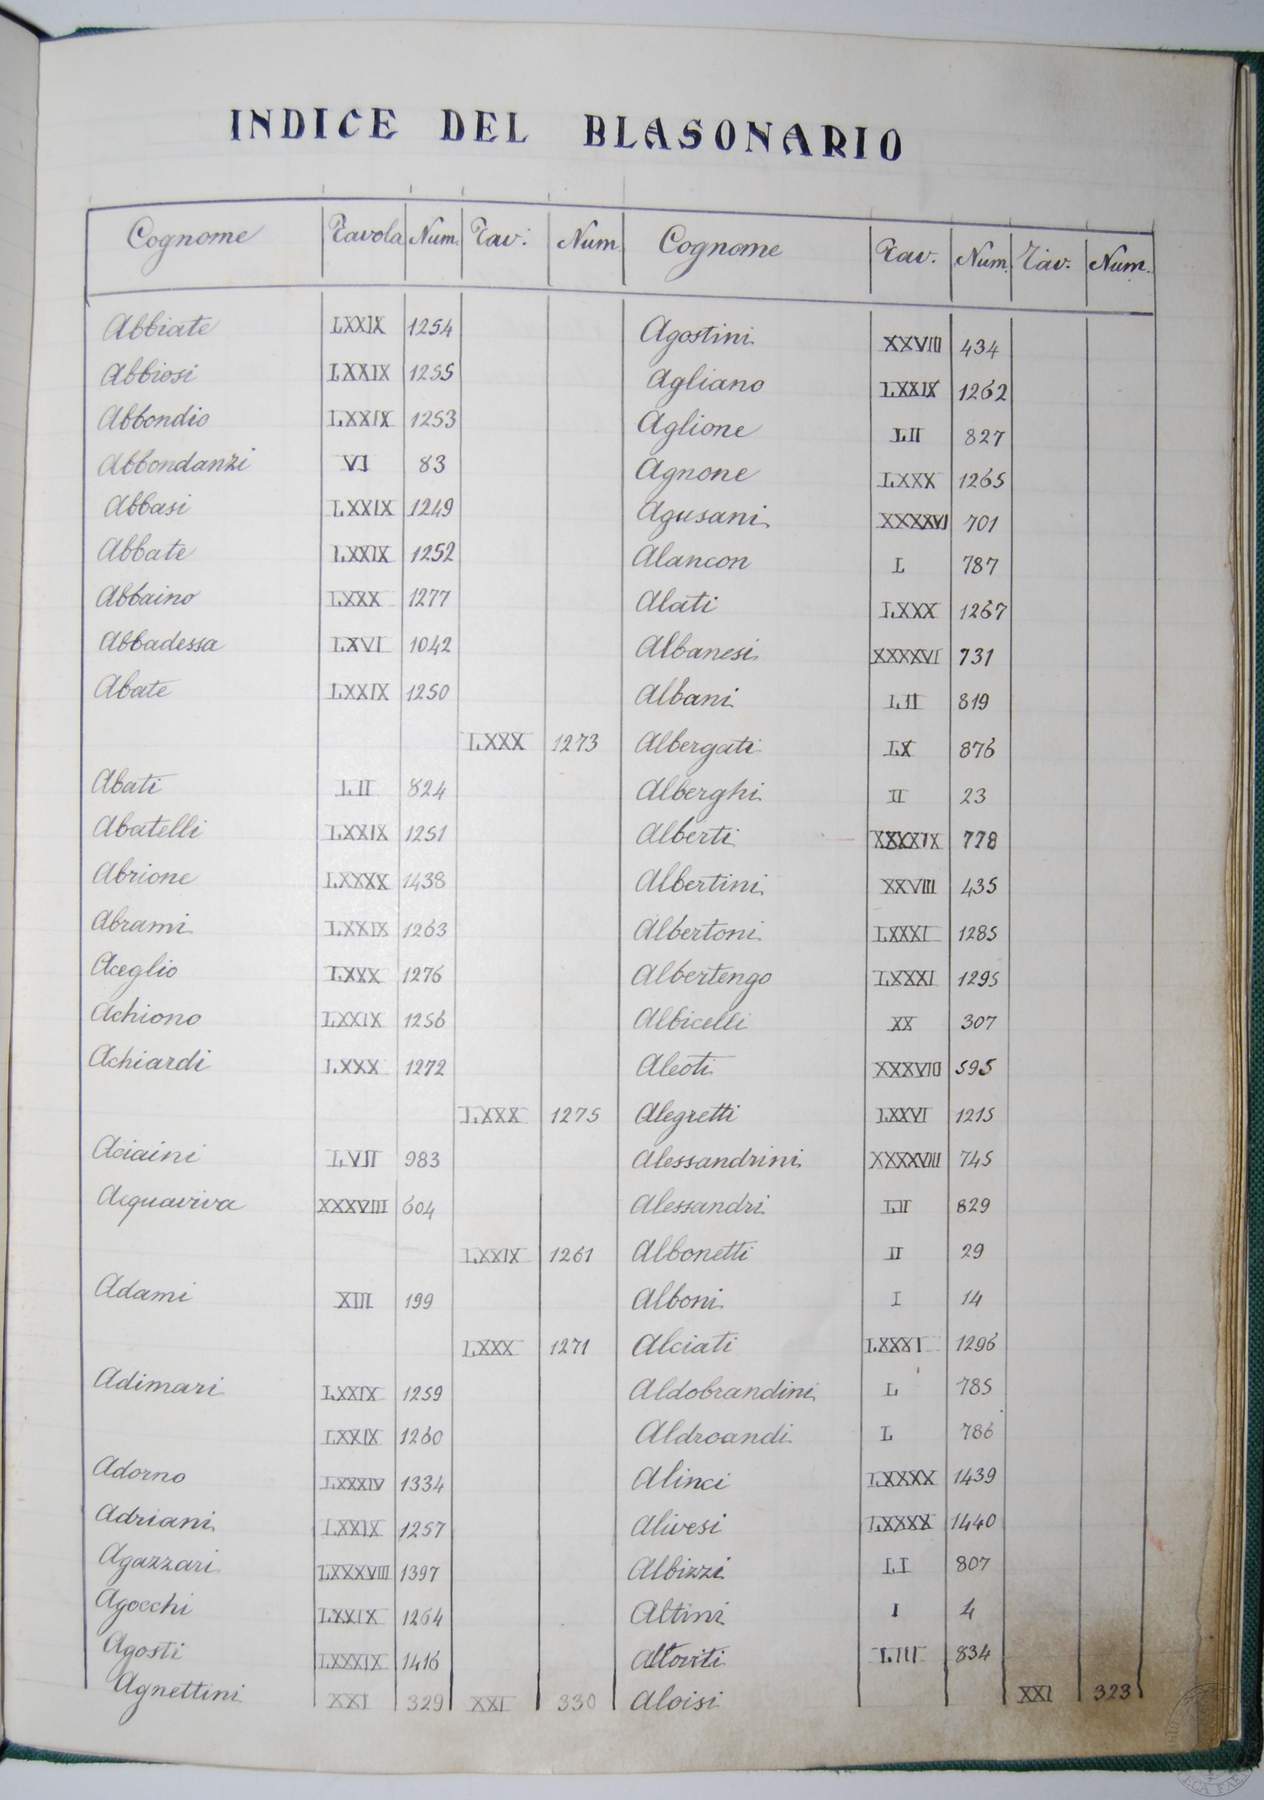 INDICE DEL BLASONARIO
Cognome Tavola Num. Tav. Num. Cognome Tav. Num. Tav. Num.
Abbiate LXXIX 1254 Agostini XXVIII 434
Abbiosi LXXIX 1255 Agliano LXXIX 1262
Abbondio LXXIX 1253 Aglione LII 827
Abbondanzi VI 83 Agnone LXXX 1265
Abbasi LXXIX 1249 Agusani XXXXVI 701
Abbate LXXIX 1252 Alancon L 787
Abbaino LXXX 1277 Alati LXXX 1267
Abbadessa LXVI 1042 Albanesi XXXXVI 731
Abate LXXIX 1250 Albani LII 819
LXXX 1273 Albergati LX 876
Abati LII 824 Alberghi II 23
Abatelli LXXIX 1251 Alberti XXXXIX 778
Abrione LXXXX 1438 Albertini XXVIII 435
Abrami LXXIX 1263 Albertoni LXXXI 1285
Aceglio LXXX 1276 Albertengo LXXXI 1295
Achiono LXXIX 1256 Albicelli XX 307
Achiardi LXXX 1272 Aleoti XXXVIII 595
LXXX 1275 Alegretti LXXVI 1215
Aciaini LVII 983 Alessandrini XXXXVIII 745
Acquaviva XXXVIII 604 Alessandri LII 829
LXXIX 1261 Albonetti II 29
Adami XIII 199 Alboni I 14
LXXX 1271 Alciati LXXXI 1296
Adimari LXXIX 1259 Aldobrandini L 785
LXXIX 1260 Aldroandi L 786
Adorno LXXXIV 1334 Alinci LXXXX 1439
Adriani LXXIX 1257 Alivesi LXXXX 1440
Agazzari LXXXVIII 1397 Albizzi LI 807
Agocchi LXXIX 1264 Altini I 4
Agosti LXXXIX 1416 Altoviti LIII 834
Agnettini XXI 329 XXI 330 Aloisi XXI 323